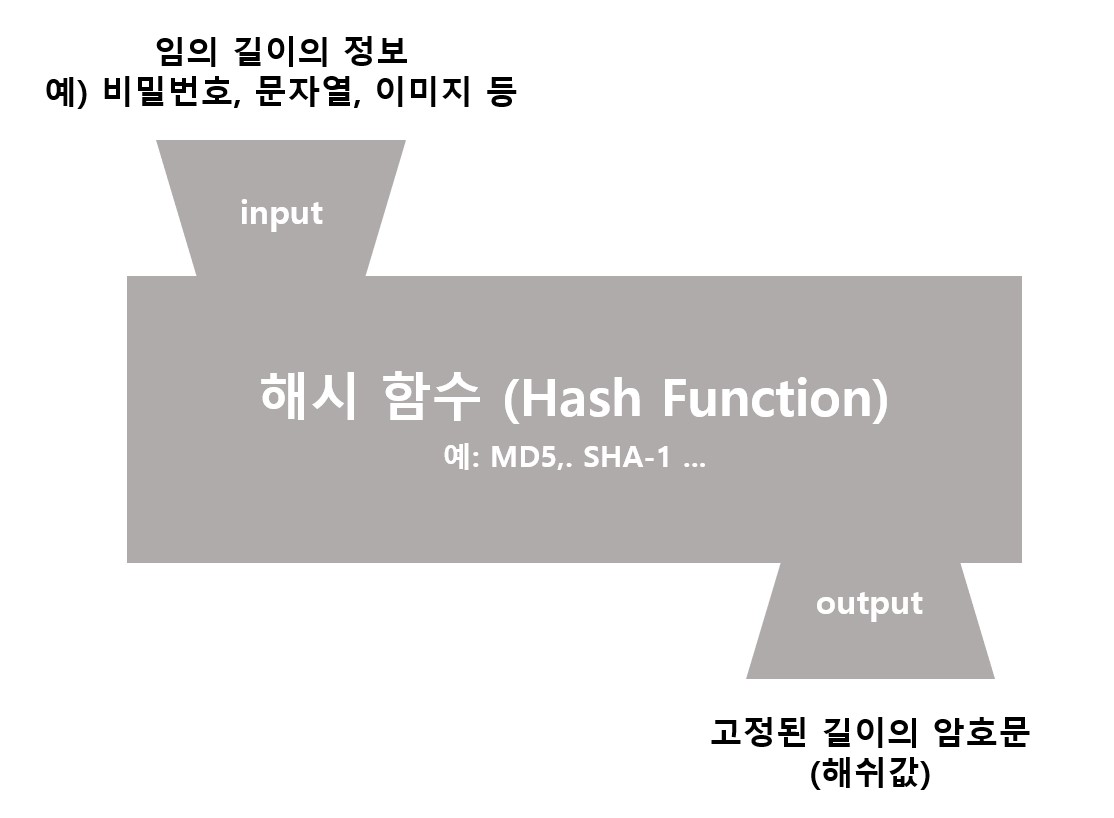 임의 길이의 정보
예) 비밀번호, 문자열, 이미지 등
input
해시 함수 (Hash Function)
예: MD5,. SHA-1 ...
output
고정된 길이의 암호문
(해쉬값)